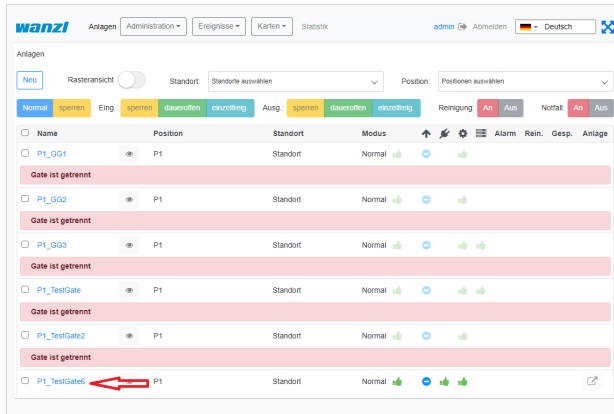 wanzl Anlagen Administration Ereignisse Karten Statistik admin Abmelden Deutsch
Anlagen
Neu Rasteransicht Standort: Standorte auswählen Position: Positionen auswählen
Normal sperren Eing.: sperren daueroffen einzelfreig. Ausg.: sperren daueroffen einzelfreig. Reinigung: An Aus Notfall: An Aus
Name Position Standort Modus Alarm Rein. Gesp. Anlage
P1_GG1 P1 Standort Normal
Gate ist getrennt
P1_GG2 P1 Standort Normal
Gate ist getrennt
P1_GG3 P1 Standort Normal
Gate ist getrennt
P1_TestGate P1 Standort Normal
Gate ist getrennt
P1_TestGate2 P1 Standort Normal
Gate ist getrennt
P1_TestGate6 P1 Standort Normal